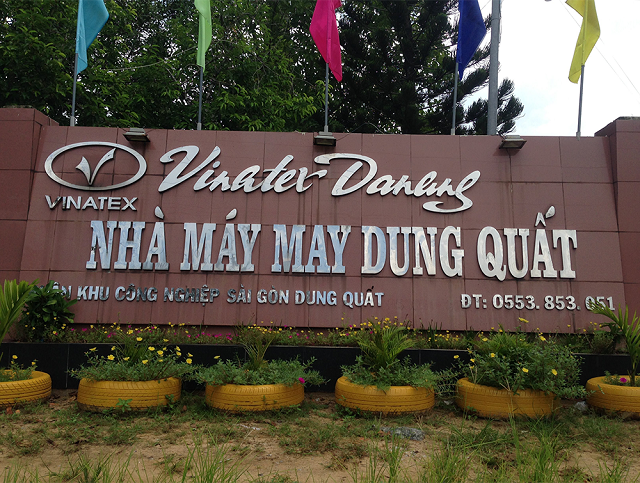 Vinatex Danang
VINATEX
NHÀ MÁY MAY DUNG QUẤT
KHU CÔNG NGHIỆP SÀI GÒN DUNG QUẤT ĐT: 0553. 853. 051